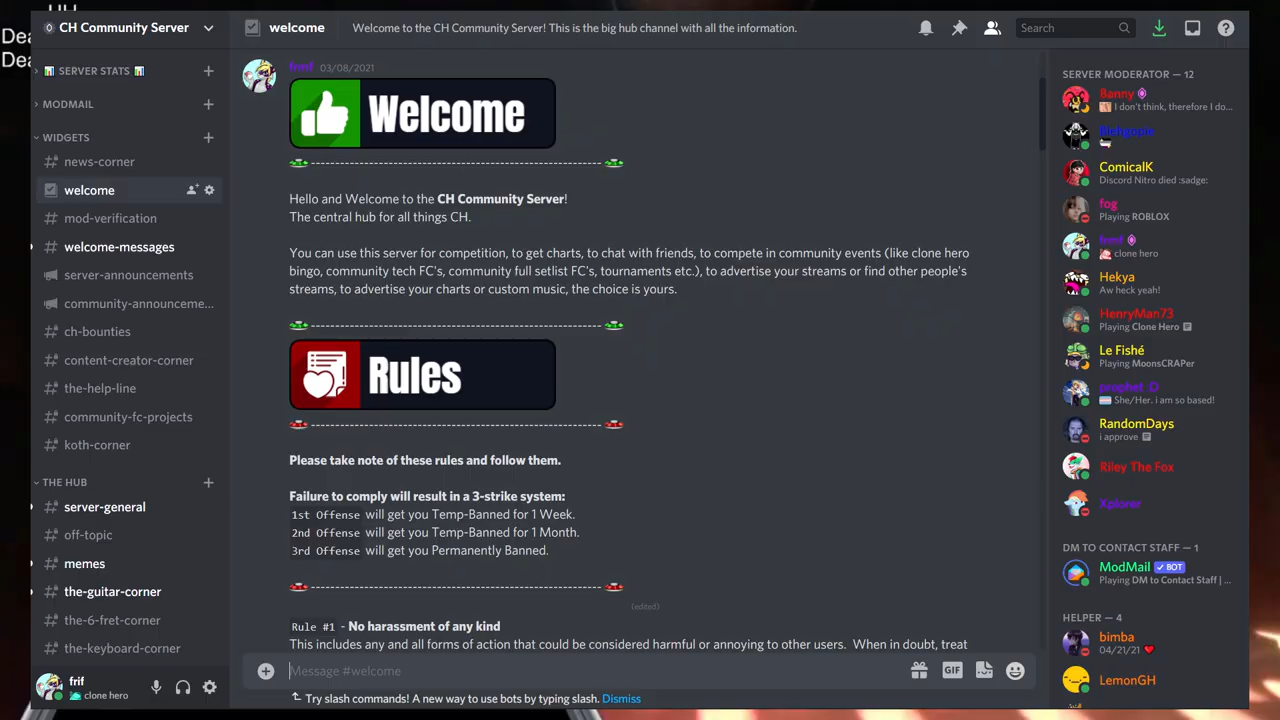 Dea
Dea
CH Community Server
SERVER STATS
MODMAIL
WIDGETS
news-corner
welcome
mod-verification
welcome-messages
server-announcements
community-announceme...
ch-bounties
content-creator-corner
the-help-line
community-fc-projects
koth-corner
THE HUB
server-general
off-topic
memes
the-guitar-corner
the-6-fret-corner
the-keyboard-corner
frif
clone hero
welcome
Welcome to the CH Community Server! This is the big hub channel with all the information.
Search
03/08/2021
Welcome
Hello and Welcome to the CH Community Server!
The central hub for all things CH.
You can use this server for competition, to get charts, to chat with friends, to compete in community events (like clone hero
bingo, community tech FC's, community full setlist FC's, tournaments etc.), to advertise your streams or find other people's
streams, to advertise your charts or custom music, the choice is yours.
Rules
Please take note of these rules and follow them.
Failure to comply will result in a 3-strike system:
1st Offense will get you Temp-Banned for 1 Week.
2nd Offense will get you Temp-Banned for 1 Month.
3rd Offense will get you Permanently Banned.
(edited)
Rule #1 - No harassment of any kind
This includes any and all forms of action that could be considered harmful or annoying to other users. When in doubt, treat
Message #welcome
GIF
Try slash commands! A new way to use bots by typing slash. Dismiss
SERVER MODERATOR — 12
Banny
I don't think, therefore I do...
Blehgopie
ComicalK
Discord Nitro died :sadge:
fog
Playing ROBLOX
clone hero
Hekya
Aw heck yeah!
HenryMan73
Playing Clone Hero
Le Fishé
Playing MoonsCRAPer
prophet :D
She/Her. i am so based!
RandomDays
i approve
Riley The Fox
Xplorer
DM TO CONTACT STAFF — 1
ModMail BOT
Playing DM to Contact Staff | ...
HELPER — 4
bimba
04/21/21
LemonGH